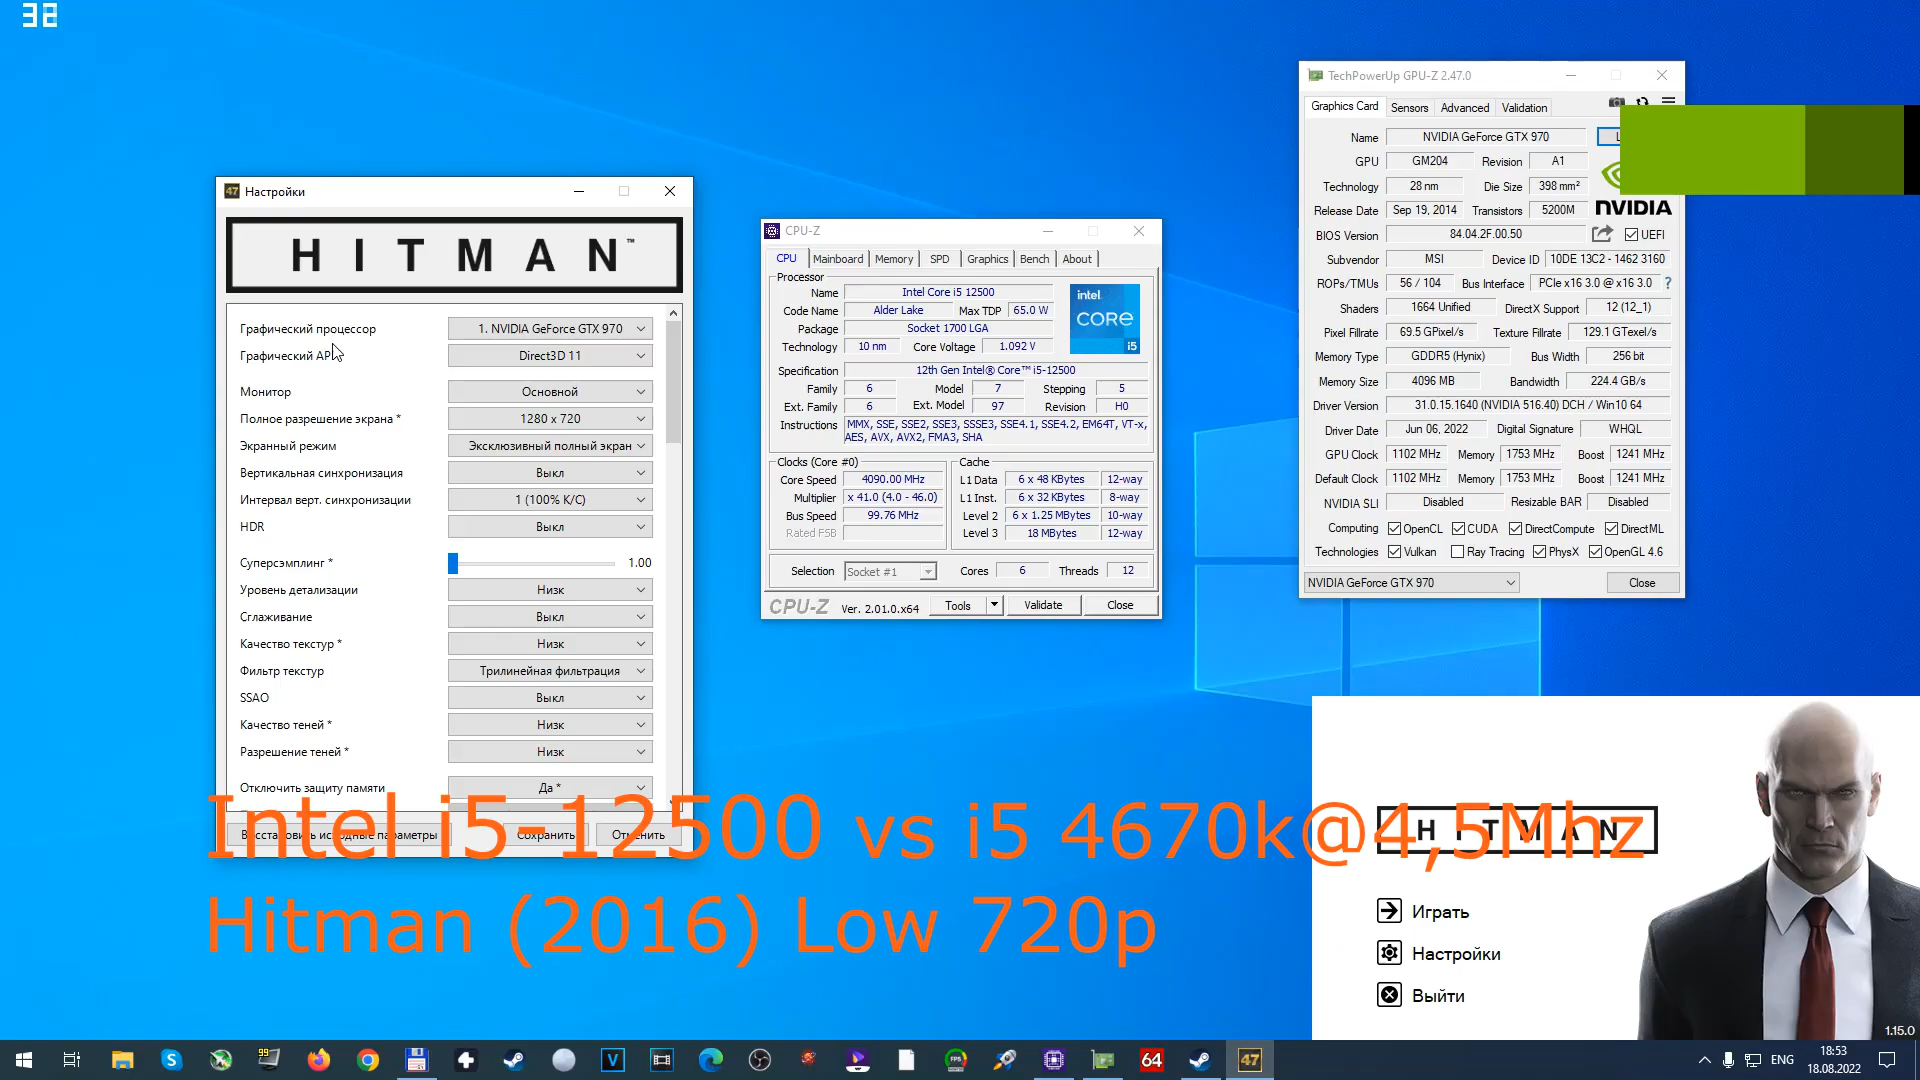 38
Настройки
HITMAN™
Графический процессор 1. NVIDIA GeForce GTX 970
Графический API Direct3D 11
Монитор Основной
Полное разрешение экрана * 1280 x 720
Экранный режим Эксклюзивный полный экран
Вертикальная синхронизация Выкл
Интервал верт. синхронизации 1 (100% К/С)
HDR Выкл
Суперсэмплинг * 1.00
Уровень детализации Низк
Сглаживание Выкл
Качество текстур * Низк
Фильтр текстур Трилинейная фильтрация
SSAO Выкл
Качество теней * Низк
Разрешение теней * Низк
Отключить защиту памяти Да *
Восстановить исходные параметры Сохранить Отменить
CPU-Z
CPU Mainboard Memory SPD Graphics Bench About
Processor
Name Intel Core i5 12500
Code Name Alder Lake Max TDP 65.0 W
Package Socket 1700 LGA
Technology 10 nm Core Voltage 1.092 V
intel
CORE
i5
Specification 12th Gen Intel® Core™ i5-12500
Family 6 Model 7 Stepping 5
Ext. Family 6 Ext. Model 97 Revision H0
Instructions MMX, SSE, SSE2, SSE3, SSSE3, SSE4.1, SSE4.2, EM64T, VT-x,
AES, AVX, AVX2, FMA3, SHA
Clocks (Core #0) Cache
Core Speed 4090.00 MHz L1 Data 6 x 48 KBytes 12-way
Multiplier x 41.0 (4.0 - 46.0) L1 Inst. 6 x 32 KBytes 8-way
Bus Speed 99.76 MHz Level 2 6 x 1.25 MBytes 10-way
Rated FSB Level 3 18 MBytes 12-way
Selection Socket #1 Cores 6 Threads 12
CPU-Z Ver. 2.01.0.x64 Tools Validate Close
TechPowerUp GPU-Z 2.47.0
Graphics Card Sensors Advanced Validation
Name NVIDIA GeForce GTX 970
GPU GM204 Revision A1
Technology 28 nm Die Size 398 mm²
Release Date Sep 19, 2014 Transistors 5200M
NVIDIA
BIOS Version 84.04.2F.00.50 UEFI
Subvendor MSI Device ID 10DE 13C2 - 1462 3160
ROPs/TMUs 56 / 104 Bus Interface PCIe x16 3.0 @ x16 3.0 ?
Shaders 1664 Unified DirectX Support 12 (12_1)
Pixel Fillrate 69.5 GPixel/s Texture Fillrate 129.1 GTexel/s
Memory Type GDDR5 (Hynix) Bus Width 256 bit
Memory Size 4096 MB Bandwidth 224.4 GB/s
Driver Version 31.0.15.1640 (NVIDIA 516.40) DCH / Win10 64
Driver Date Jun 06, 2022 Digital Signature WHQL
GPU Clock 1102 MHz Memory 1753 MHz Boost 1241 MHz
Default Clock 1102 MHz Memory 1753 MHz Boost 1241 MHz
NVIDIA SLI Disabled Resizable BAR Disabled
Computing OpenCL CUDA DirectCompute DirectML
Technologies Vulkan Ray Tracing PhysX OpenGL 4.6
NVIDIA GeForce GTX 970 Close
Intel i5-12500 vs i5 4670k@4,5Mhz
Hitman (2016) Low 720p
HITMAN
Играть
Настройки
Выйти
1.15.0
99
FPS
64
47
ENG
18:53
18.08.2022